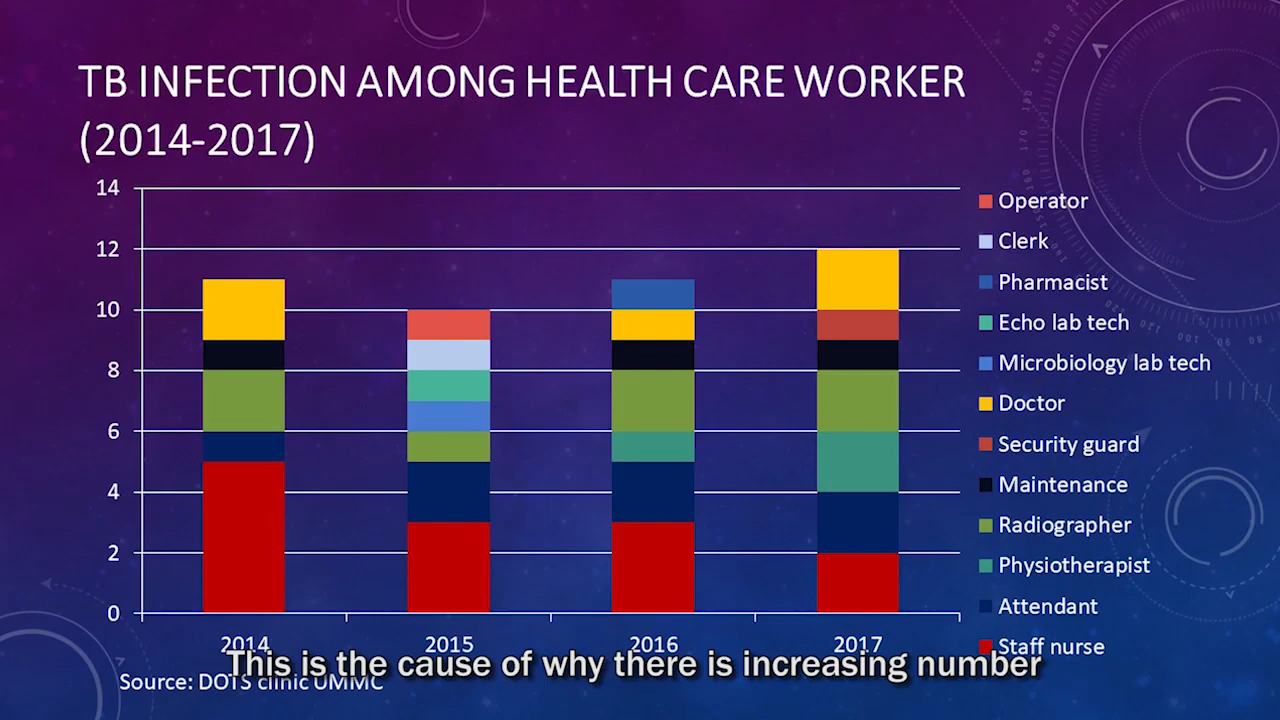 TB INFECTION AMONG HEALTH CARE WORKER
(2014-2017)
14
12
10
8
6
4
2
0
2014 2015 2016 2017
Operator
Clerk
Pharmacist
Echo lab tech
Microbiology lab tech
Doctor
Security guard
Maintenance
Radiographer
Physiotherapist
Attendant
Staff nurse
This is the cause of why there is increasing number
Source: DOTS clinic UMMC